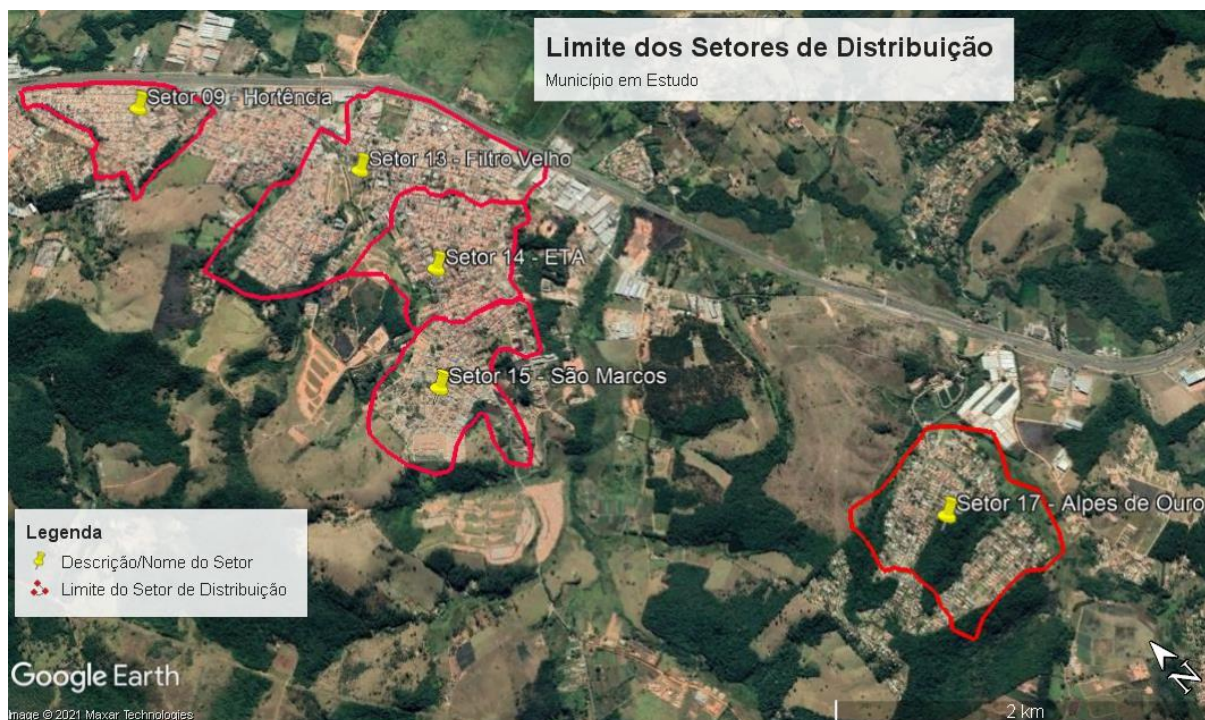 Limite dos Setores de Distribuição
Município em Estudo
Setor 09 - Hortência
Setor 13 - Filtro Velho
Setor 14 - ETA
Setor 15 - São Marcos
Setor 17 - Alpes de Ouro
Legenda
Descrição/Nome do Setor
Limite do Setor de Distribuição
Google Earth
Image © 2021 Maxar Technologies
2 km
N